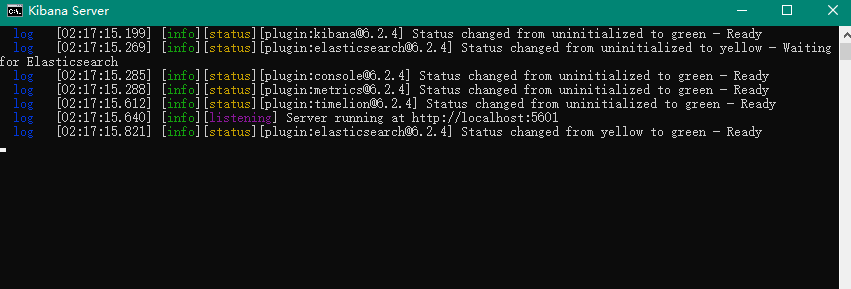 Kibana Server
log [02:17:15.199] [info][status][plugin:kibana@6.2.4] Status changed from uninitialized to green - Ready
log [02:17:15.269] [info][status][plugin:elasticsearch@6.2.4] Status changed from uninitialized to yellow - Waiting
for Elasticsearch
log [02:17:15.285] [info][status][plugin:console@6.2.4] Status changed from uninitialized to green - Ready
log [02:17:15.288] [info][status][plugin:metrics@6.2.4] Status changed from uninitialized to green - Ready
log [02:17:15.612] [info][status][plugin:timelion@6.2.4] Status changed from uninitialized to green - Ready
log [02:17:15.640] [info][listening] Server running at http://localhost:5601
log [02:17:15.821] [info][status][plugin:elasticsearch@6.2.4] Status changed from yellow to green - Ready